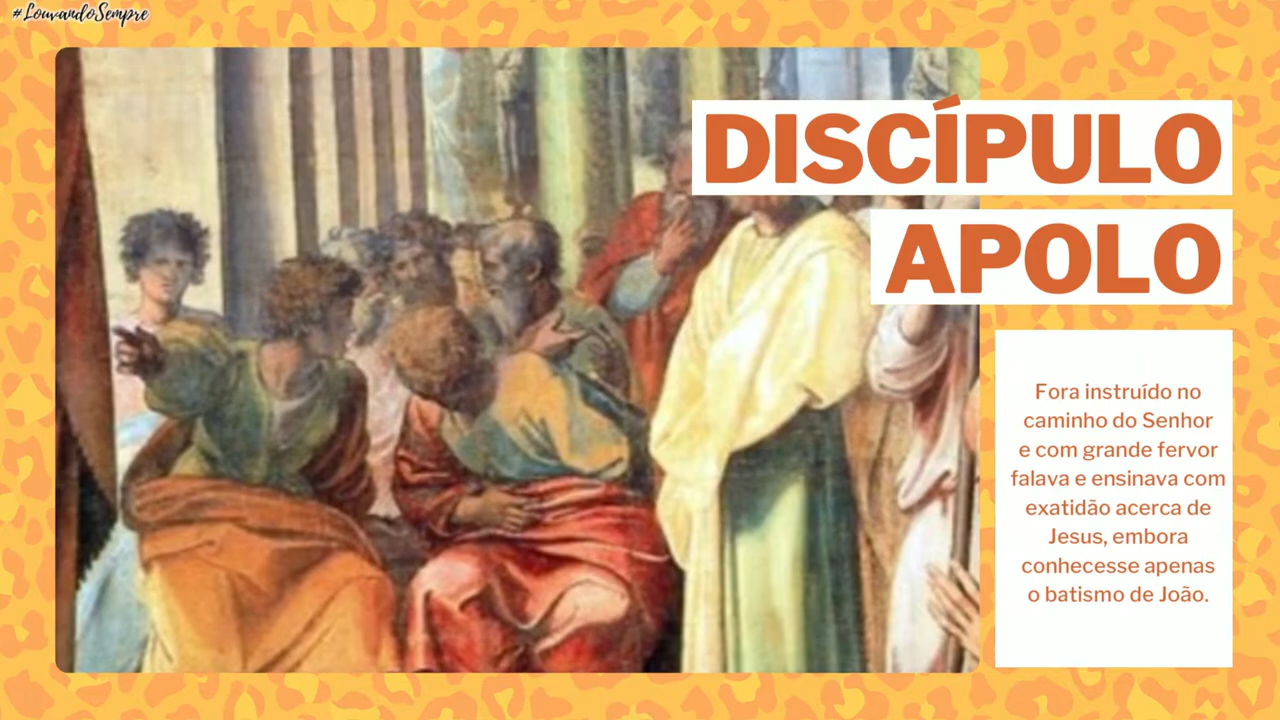 #LouvandoSempre
DISCÍPULO
APOLO
Fora instruído no
caminho do Senhor
e com grande fervor
falava e ensinava com
exatidão acerca de
Jesus, embora
conhecesse apenas
o batismo de João.